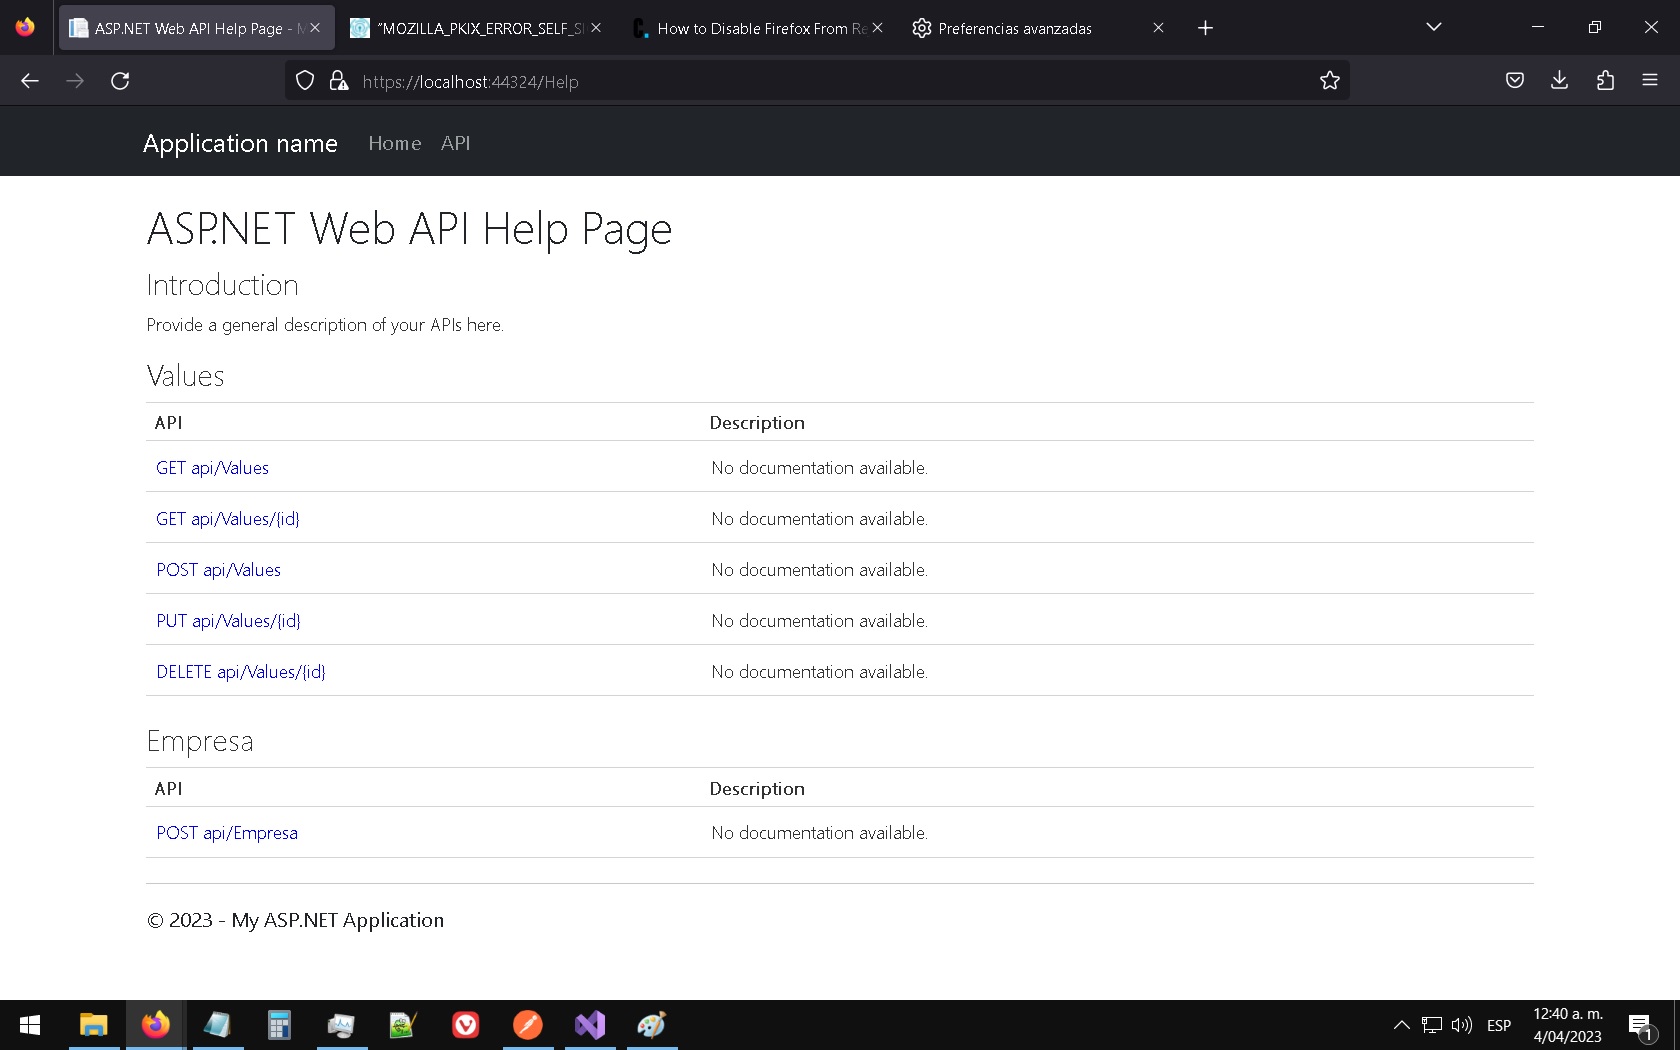 ASP.NET Web API Help Page - M
"MOZILLA_PKIX_ERROR_SELF_SI
How to Disable Firefox From Re
Preferencias avanzadas
https://localhost:44324/Help
Application name
Home
API
ASP.NET Web API Help Page
Introduction
Provide a general description of your APIs here.
Values
API Description
GET api/Values No documentation available.
GET api/Values/{id} No documentation available.
POST api/Values No documentation available.
PUT api/Values/{id} No documentation available.
DELETE api/Values/{id} No documentation available.
Empresa
API Description
POST api/Empresa No documentation available.
© 2023 - My ASP.NET Application
ESP
12:40 a. m.
4/04/2023
1